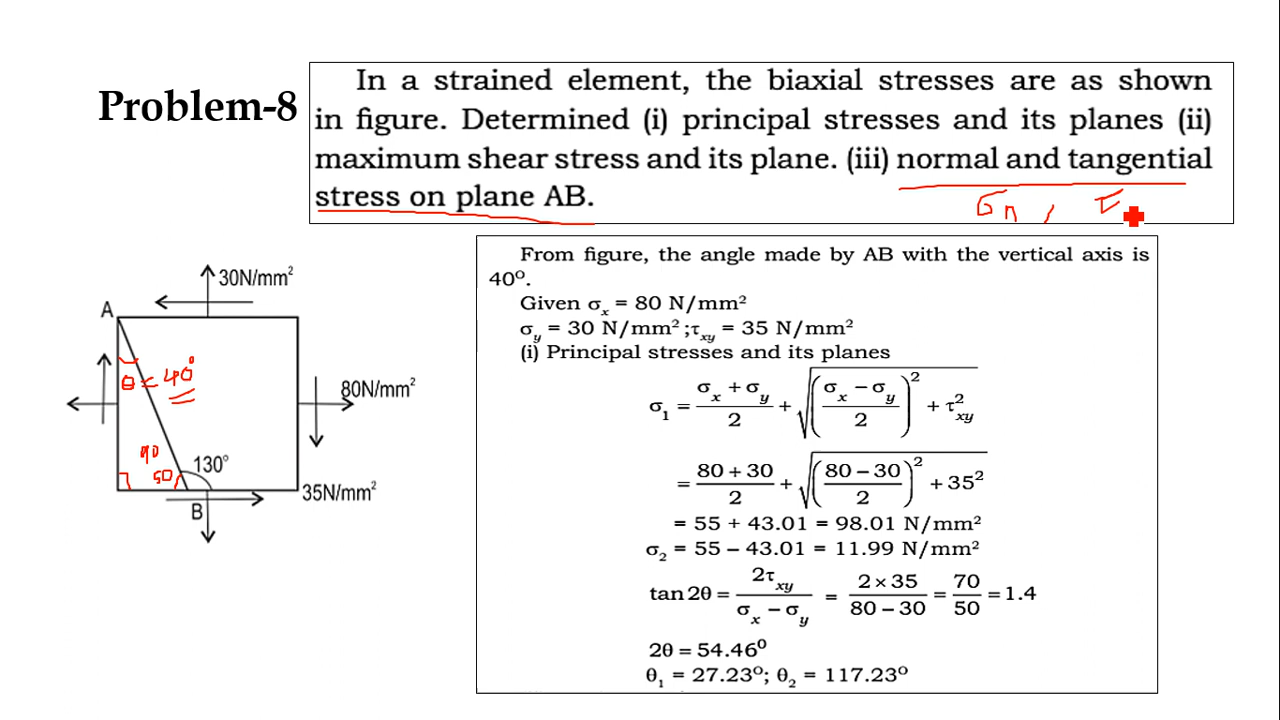 Problem-8
In a strained element, the biaxial stresses are as shown
in figure. Determined (i) principal stresses and its planes (ii)
maximum shear stress and its plane. (iii) normal and tangential
stress on plane AB.
σn , τ
From figure, the angle made by AB with the vertical axis is
40°.
Given σx = 80 N/mm²
σy = 30 N/mm² ;τxy = 35 N/mm²
(i) Principal stresses and its planes
σ₁ = (σx + σy)/2 + √(((σx − σy)/2)² + τ²xy)
= (80 + 30)/2 + √(((80 − 30)/2)² + 35²)
= 55 + 43.01 = 98.01 N/mm²
σ₂ = 55 − 43.01 = 11.99 N/mm²
tan 2θ = 2τxy/(σx − σy) = (2 × 35)/(80 − 30) = 70/50 = 1.4
2θ = 54.46⁰
θ₁ = 27.23⁰; θ₂ = 117.23⁰
30N/mm²
A
θ = 40°
80N/mm²
90
50
130°
35N/mm²
B